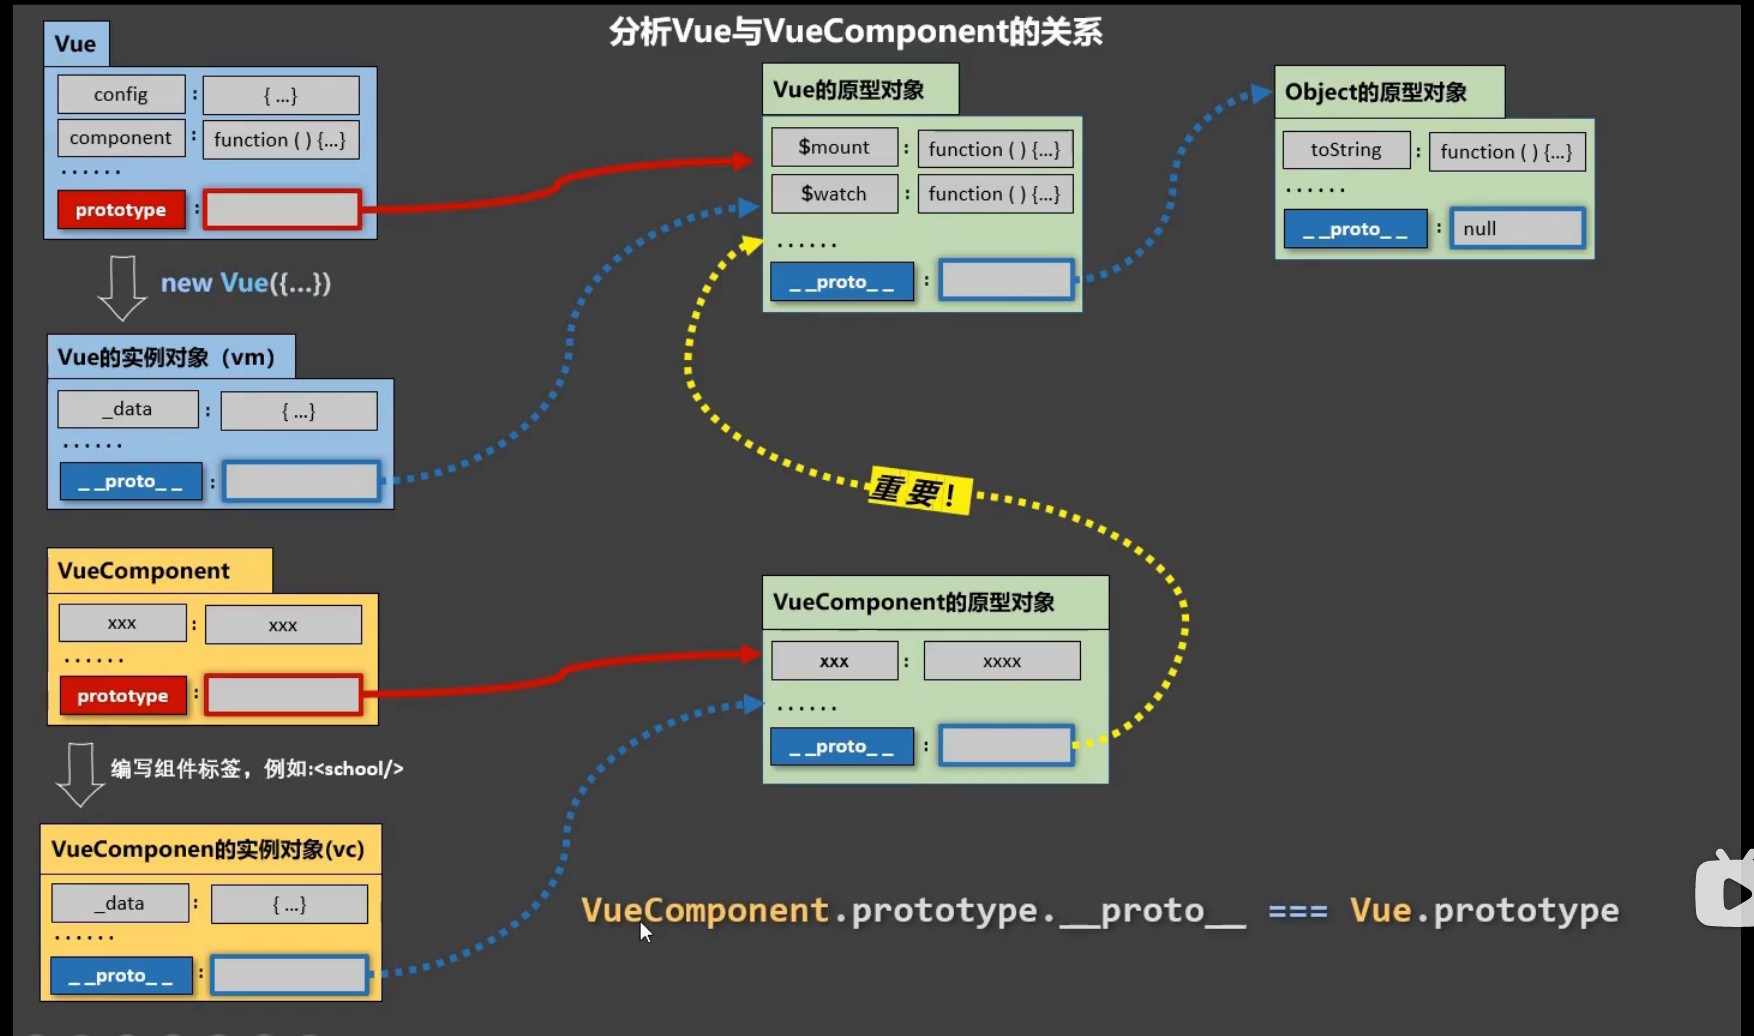 分析Vue与VueComponent的关系
Vue
config : { ...}
component : function ( ) {...}
......
prototype :
new Vue({...})
Vue的实例对象（vm）
_data : { ...}
......
_ _proto_ _ :
VueComponent
xxx : xxx
......
prototype :
编写组件标签，例如:<school/>
VueComponen的实例对象(vc)
_data : { ...}
......
_ _proto_ _ :
Vue的原型对象
$mount : function ( ) {...}
$watch : function ( ) {...}
......
_ _proto_ _ :
Object的原型对象
toString : function ( ) {...}
......
_ _proto_ _ : null
重要！
VueComponent的原型对象
xxx : xxxx
......
_ _proto_ _ :
VueComponent.prototype.__proto__ === Vue.prototype